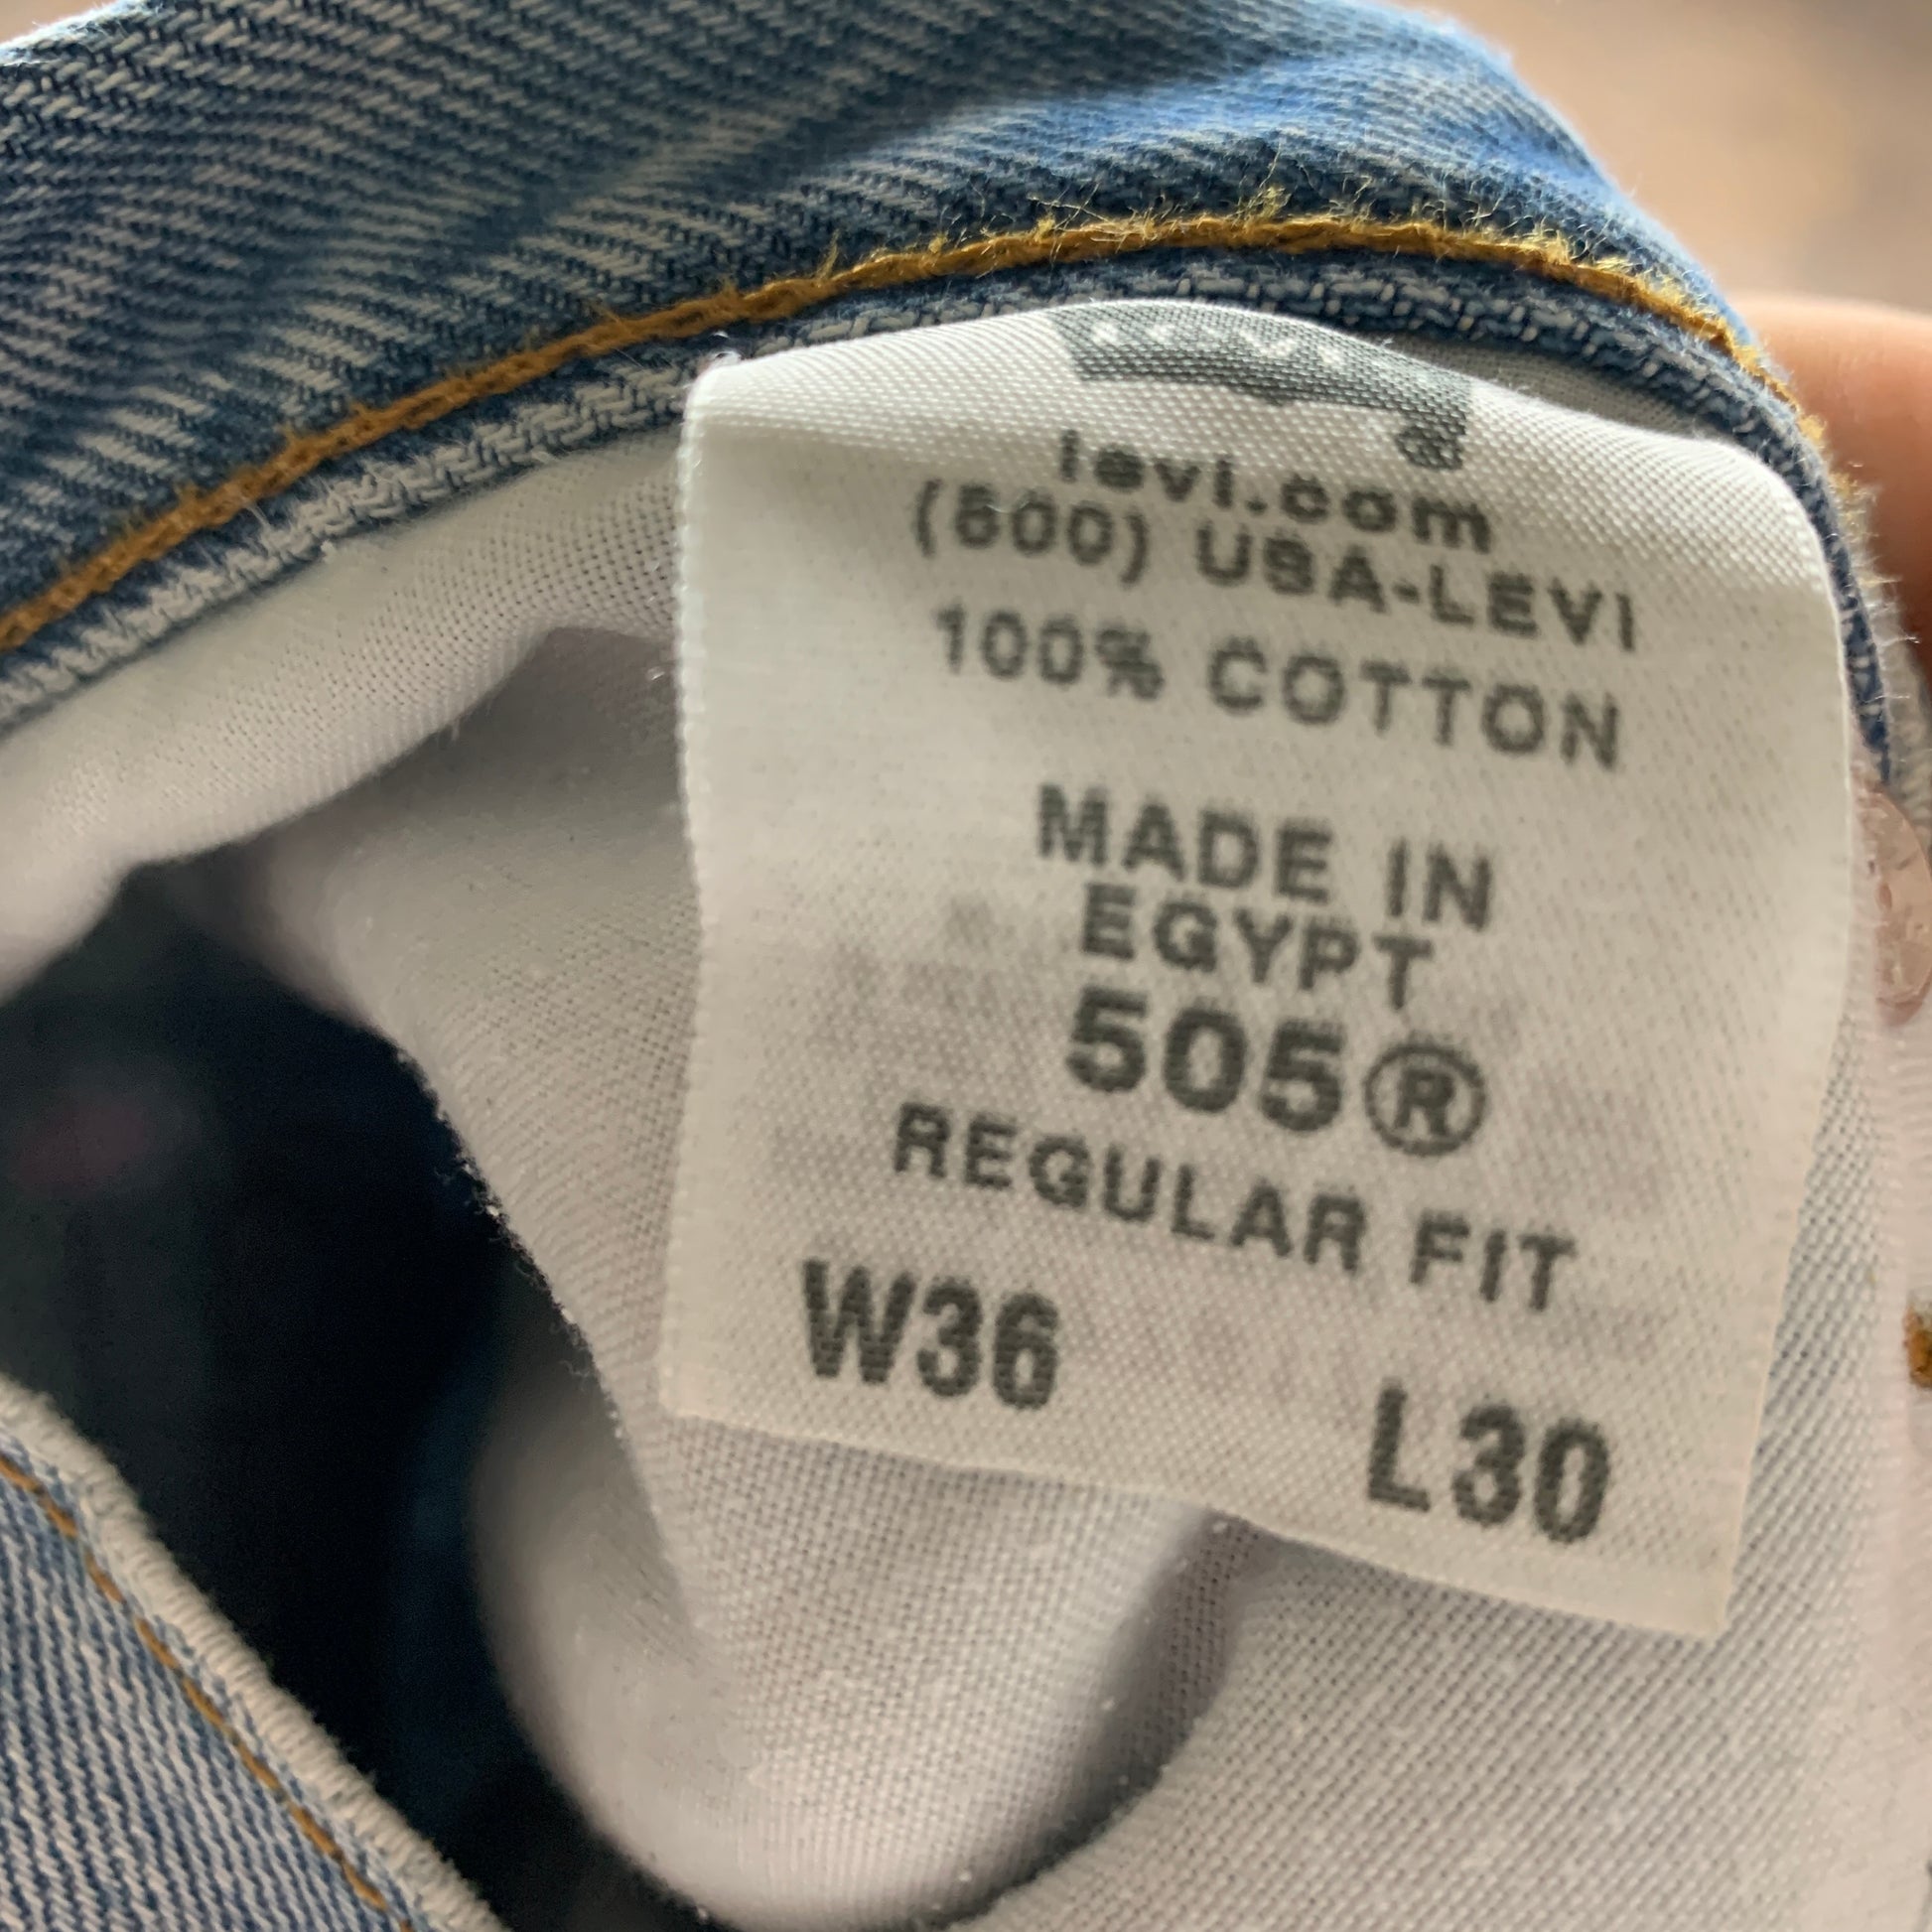 levi.com
(800) USA-LEVI
100% COTTON
MADE IN
EGYPT
505®
REGULAR FIT
W36
L30